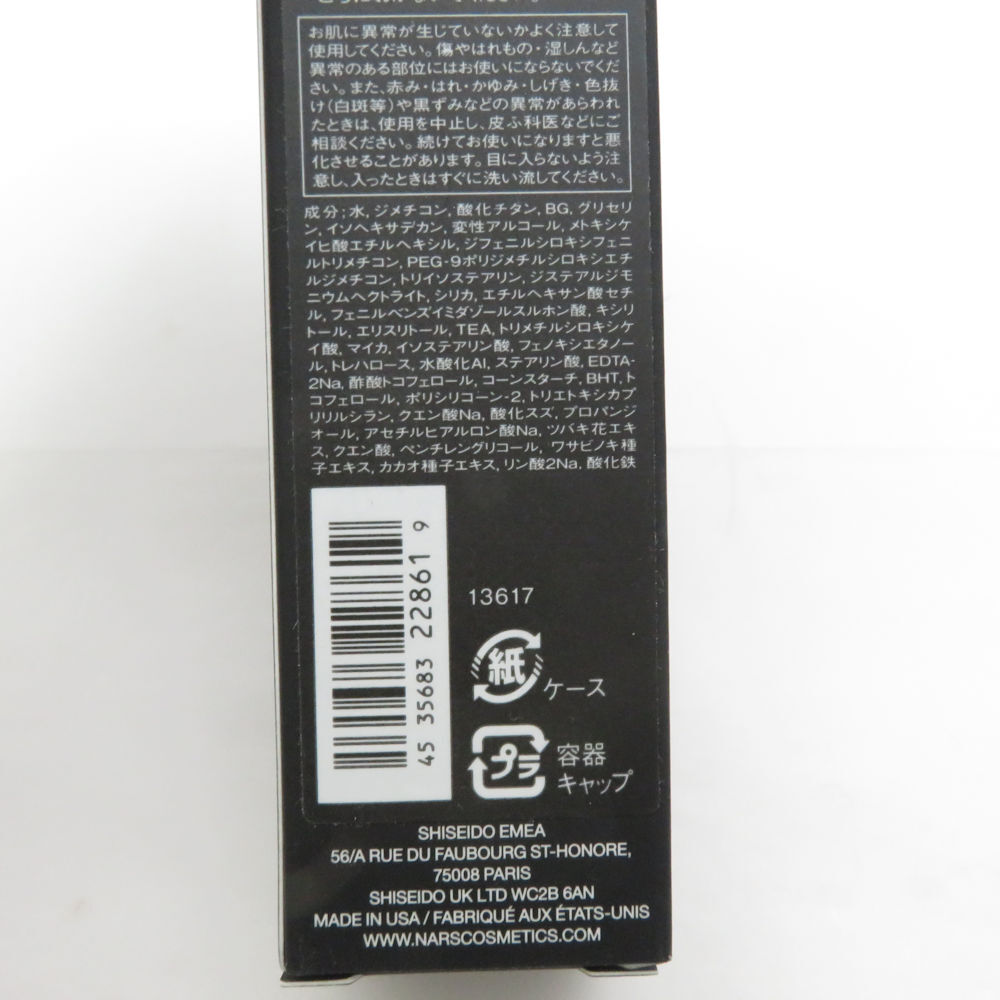 お肌に異常が生じていないかよく注意して
使用してください。傷やはれもの・湿しんなど
異常のある部位にはお使いにならないでくだ
さい。また、赤み・はれ・かゆみ・しげき・色抜
け(白斑等)や黒ずみなどの異常があらわれ
たときは、使用を中止し、皮ふ科医などにご
相談ください。続けてお使いになりますと悪
化させることがあります。目に入らないよう注
意し、入ったときはすぐに洗い流してください。
成分;水, ジメチコン, 酸化チタン, BG, グリセリ
ン, イソヘキサデカン, 変性アルコール, メトキシケ
イヒ酸エチルヘキシル, ジフェニルシロキシフェニ
ルトリメチコン, PEG-9ポリジメチルシロキシエチ
ルジメチコン, トリイソステアリン, ジステアルジモ
ニウムヘクトライト, シリカ, エチルヘキサン酸セチ
ル, フェニルベンズイミダゾールスルホン酸, キシリ
トール, エリスリトール, TEA, トリメチルシロキシケ
イ酸, マイカ, イソステアリン酸, フェノキシエタノー
ル, トレハロース, 水酸化Al, ステアリン酸, EDTA-
2Na, 酢酸トコフェロール, コーンスターチ, BHT, ト
コフェロール, ポリシリコーン-2, トリエトキシカプ
リリルシラン, クエン酸Na, 酸化スズ, プロパンジ
オール, アセチルヒアルロン酸Na, ツバキ花エキ
ス, クエン酸, ペンチレングリコール, ワサビノキ種
子エキス, カカオ種子エキス, リン酸2Na, 酸化鉄
45 35683 22861 9
13617
紙
ケース
プラ
容器
キャップ
SHISEIDO EMEA
56/A RUE DU FAUBOURG ST-HONORE,
75008 PARIS
SHISEIDO UK LTD WC2B 6AN
MADE IN USA / FABRIQUÉ AUX ÉTATS-UNIS
WWW.NARSCOSMETICS.COM